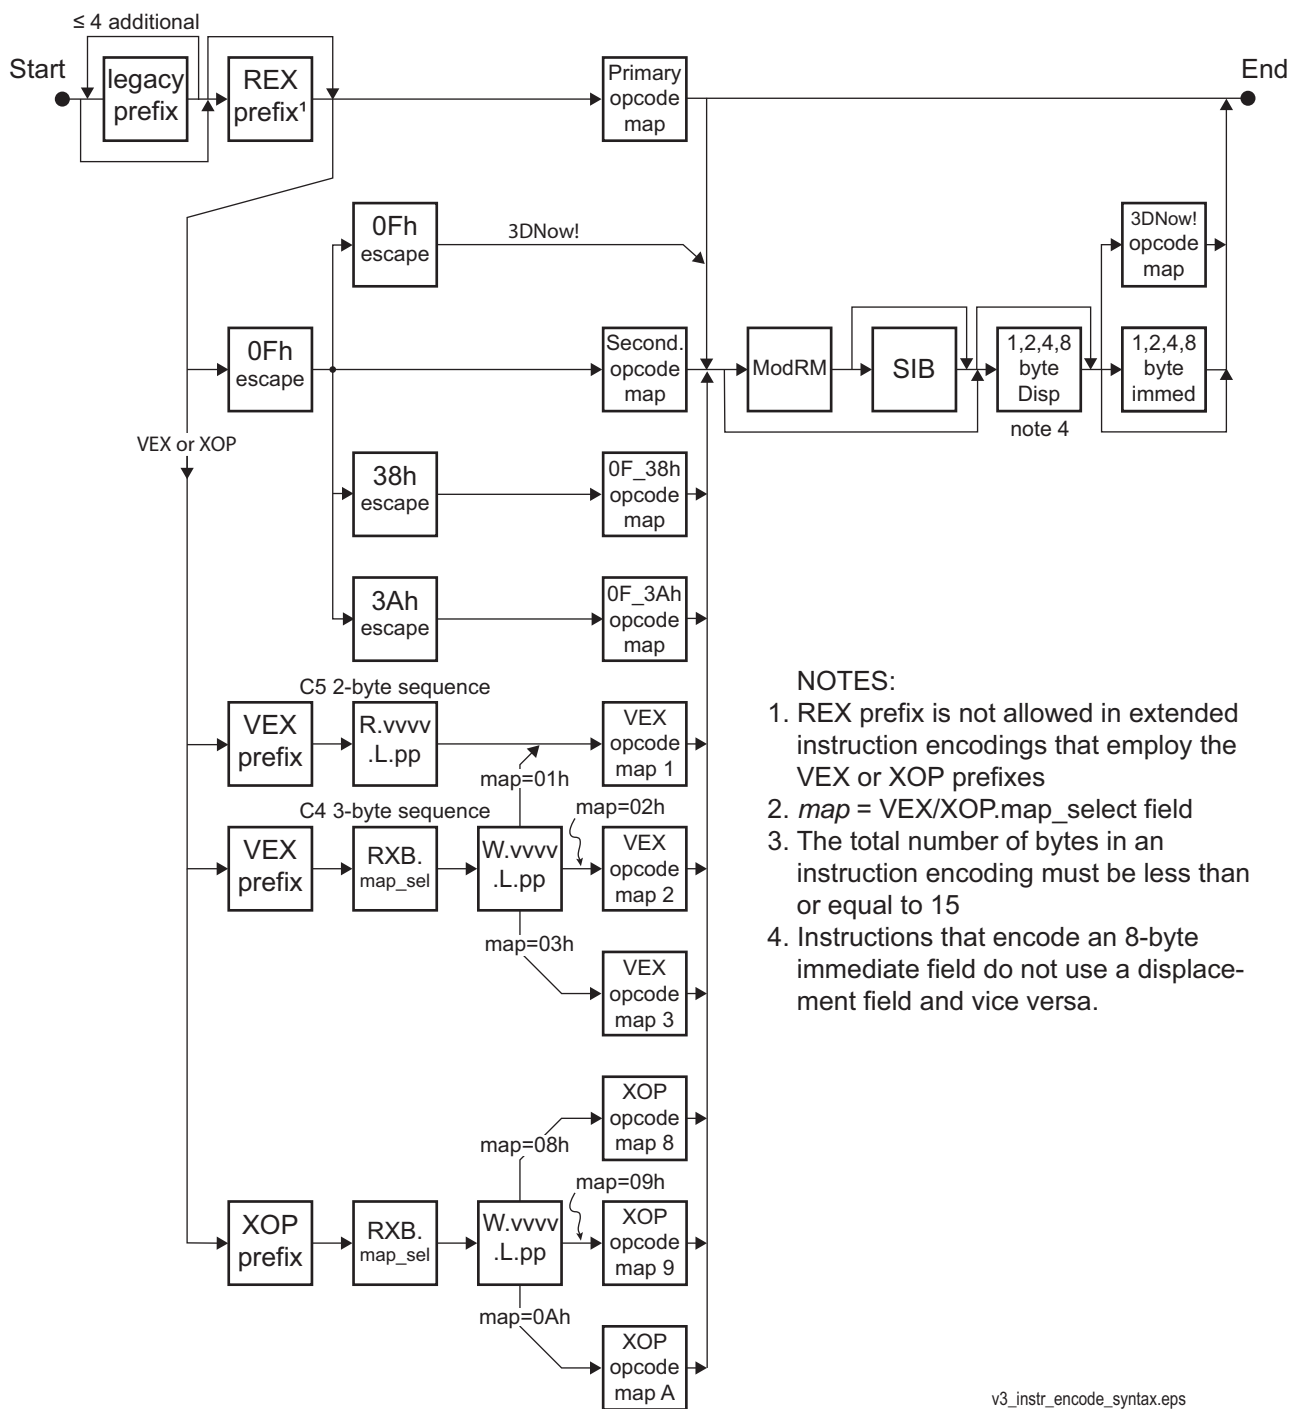 ≤ 4 additional
Start
legacy
prefix
REX
prefix¹
Primary
opcode
map
End
0Fh
escape
3DNow!
3DNow!
opcode
map
0Fh
escape
Second.
opcode
map
ModRM
SIB
1,2,4,8
byte
Disp
note 4
1,2,4,8
byte
immed
VEX or XOP
38h
escape
0F_38h
opcode
map
3Ah
escape
0F_3Ah
opcode
map
C5 2-byte sequence
VEX
prefix
R.vvvv
.L.pp
VEX
opcode
map 1
map=01h
C4 3-byte sequence
map=02h
VEX
prefix
RXB.
map_sel
W.vvvv
.L.pp
VEX
opcode
map 2
map=03h
VEX
opcode
map 3
NOTES:
1. REX prefix is not allowed in extended
instruction encodings that employ the
VEX or XOP prefixes
2. map = VEX/XOP.map_select field
3. The total number of bytes in an
instruction encoding must be less than
or equal to 15
4. Instructions that encode an 8-byte
immediate field do not use a displace-
ment field and vice versa.
XOP
opcode
map 8
map=08h
map=09h
XOP
prefix
RXB.
map_sel
W.vvvv
.L.pp
XOP
opcode
map 9
map=0Ah
XOP
opcode
map A
v3_instr_encode_syntax.eps